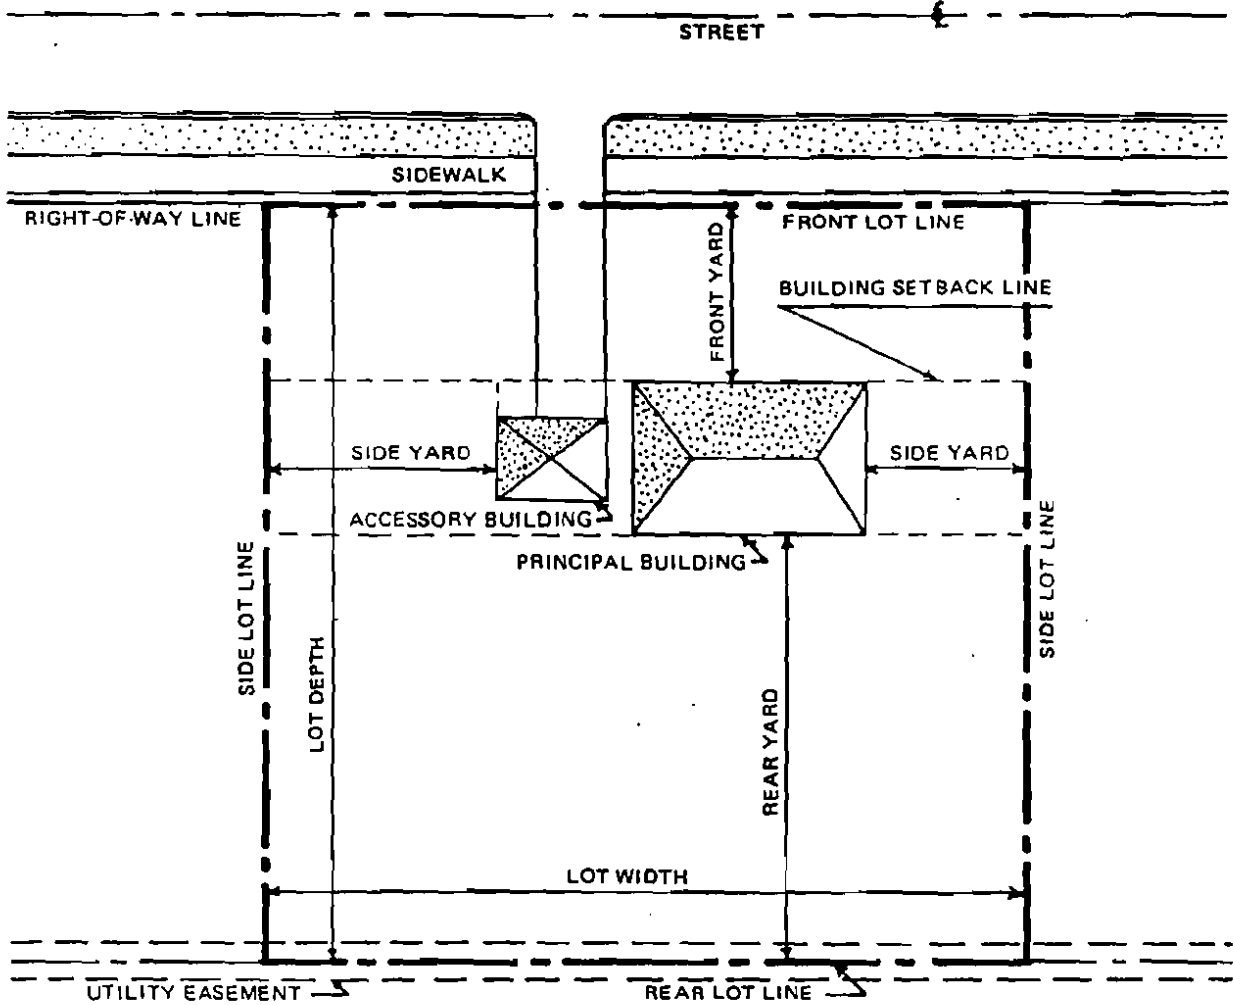 ℄
STREET
SIDEWALK
RIGHT-OF-WAY LINE
FRONT LOT LINE
FRONT YARD
BUILDING SETBACK LINE
SIDE YARD
SIDE YARD
ACCESSORY BUILDING
PRINCIPAL BUILDING
SIDE LOT LINE
SIDE LOT LINE
LOT DEPTH
REAR YARD
LOT WIDTH
UTILITY EASEMENT
REAR LOT LINE